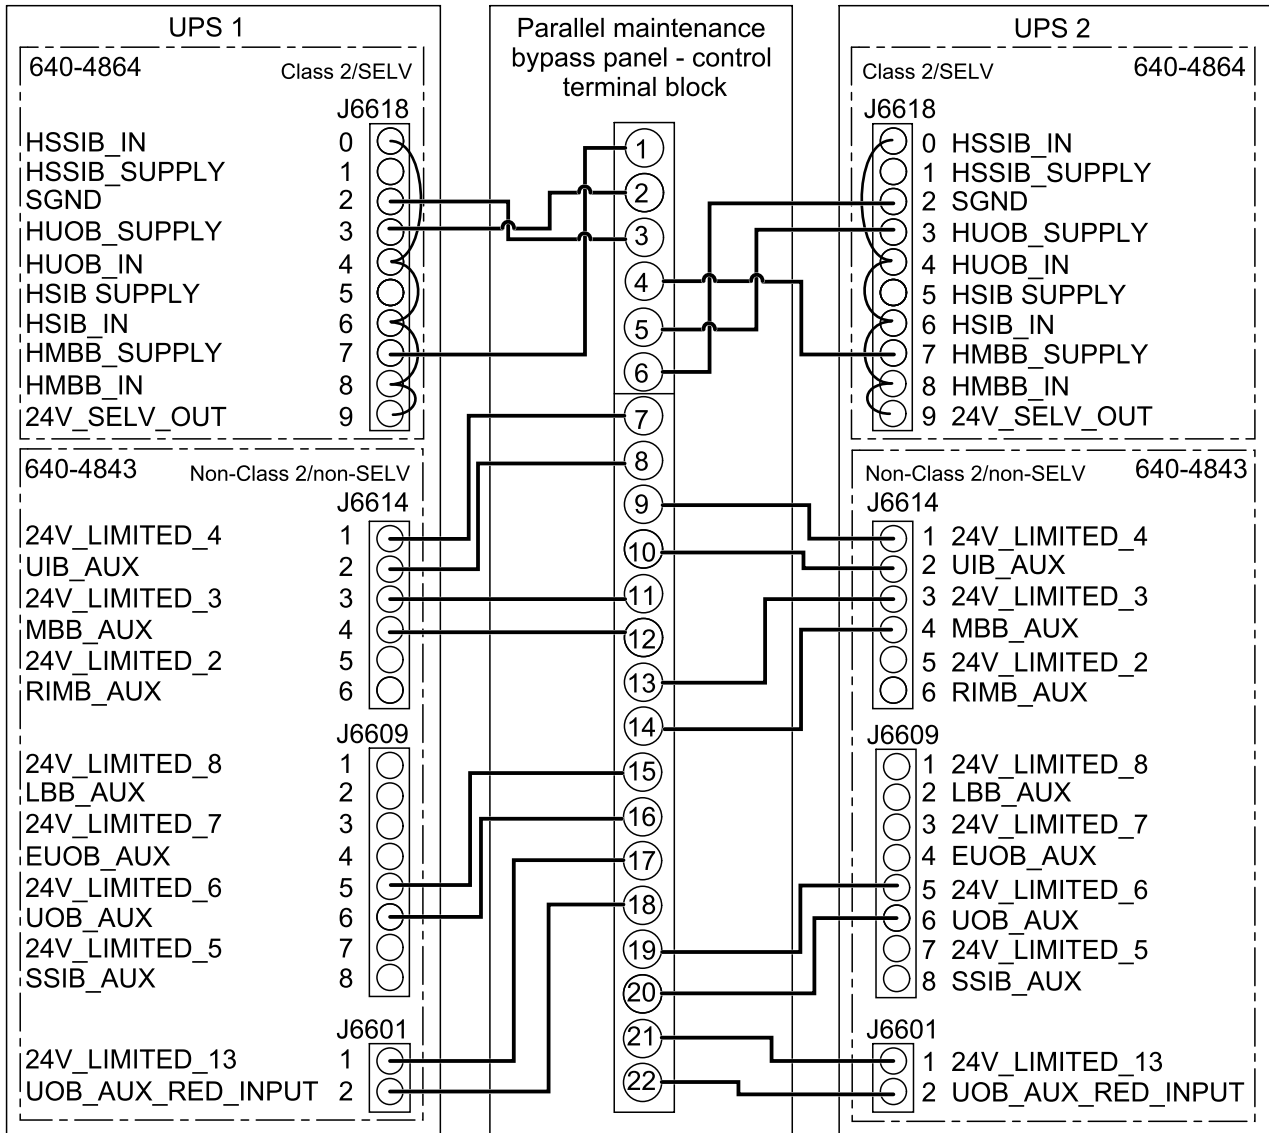 UPS 1
640-4864
Class 2/SELV
J6618
HSSIB_IN 0
HSSIB_SUPPLY 1
SGND 2
HUOB_SUPPLY 3
HUOB_IN 4
HSIB SUPPLY 5
HSIB_IN 6
HMBB_SUPPLY 7
HMBB_IN 8
24V_SELV_OUT 9
640-4843
Non-Class 2/non-SELV
J6614
24V_LIMITED_4 1
UIB_AUX 2
24V_LIMITED_3 3
MBB_AUX 4
24V_LIMITED_2 5
RIMB_AUX 6
J6609
24V_LIMITED_8 1
LBB_AUX 2
24V_LIMITED_7 3
EUOB_AUX 4
24V_LIMITED_6 5
UOB_AUX 6
24V_LIMITED_5 7
SSIB_AUX 8
J6601
24V_LIMITED_13 1
UOB_AUX_RED_INPUT 2
Parallel maintenance
bypass panel - control
terminal block
1
2
3
4
5
6
7
8
9
10
11
12
13
14
15
16
17
18
19
20
21
22
UPS 2
Class 2/SELV
640-4864
J6618
0 HSSIB_IN
1 HSSIB_SUPPLY
2 SGND
3 HUOB_SUPPLY
4 HUOB_IN
5 HSIB SUPPLY
6 HSIB_IN
7 HMBB_SUPPLY
8 HMBB_IN
9 24V_SELV_OUT
Non-Class 2/non-SELV
640-4843
J6614
1 24V_LIMITED_4
2 UIB_AUX
3 24V_LIMITED_3
4 MBB_AUX
5 24V_LIMITED_2
6 RIMB_AUX
J6609
1 24V_LIMITED_8
2 LBB_AUX
3 24V_LIMITED_7
4 EUOB_AUX
5 24V_LIMITED_6
6 UOB_AUX
7 24V_LIMITED_5
8 SSIB_AUX
J6601
1 24V_LIMITED_13
2 UOB_AUX_RED_INPUT